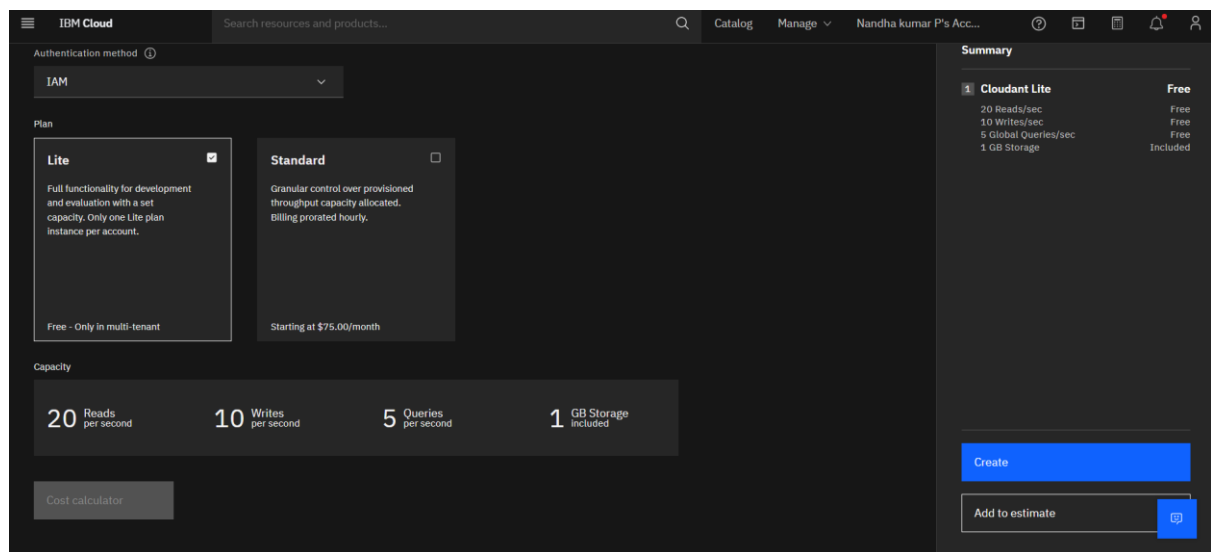 IBM Cloud
Search resources and products...
Catalog
Manage
Nandha kumar P's Acc...
Authentication method
IAM
Plan
Lite
Full functionality for development
and evaluation with a set
capacity. Only one Lite plan
instance per account.
Free - Only in multi-tenant
Standard
Granular control over provisioned
throughput capacity allocated.
Billing prorated hourly.
Starting at $75.00/month
Capacity
20 Reads per second
10 Writes per second
5 Queries per second
1 GB Storage included
Cost calculator
Summary
1 Cloudant Lite Free
20 Reads/sec Free
10 Writes/sec Free
5 Global Queries/sec Free
1 GB Storage Included
Create
Add to estimate